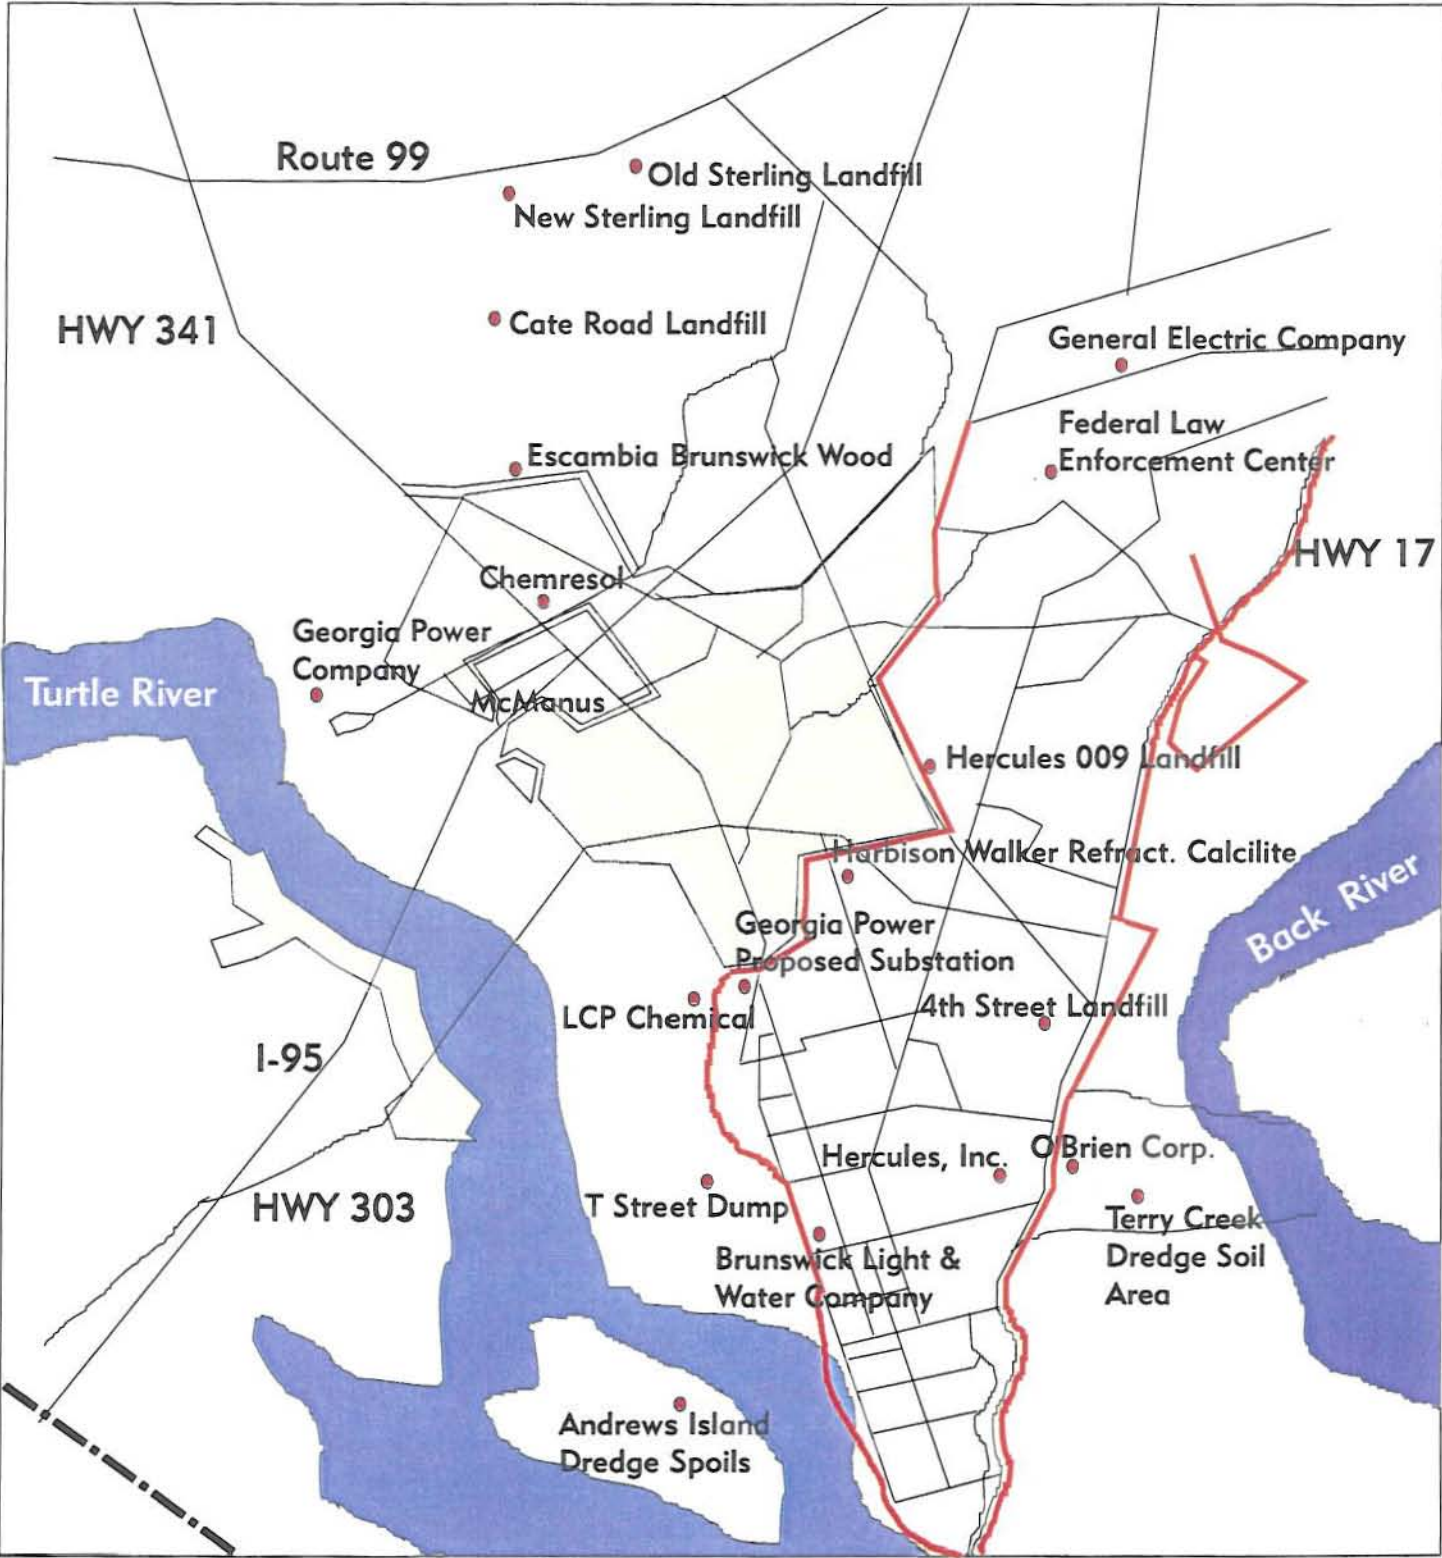 Route 99
Old Sterling Landfill
New Sterling Landfill
HWY 341
Cate Road Landfill
General Electric Company
Federal Law
Enforcement Center
Escambia Brunswick Wood
HWY 17
Chemresol
Georgia Power
Company
McManus
Turtle River
Hercules 009 Landfill
Harbison Walker Refract. Calcilite
Back River
Georgia Power
Proposed Substation
4th Street Landfill
LCP Chemical
I-95
Hercules, Inc.
O'Brien Corp.
HWY 303
T Street Dump
Terry Creek
Dredge Soil
Area
Brunswick Light &
Water Company
Andrews Island
Dredge Spoils